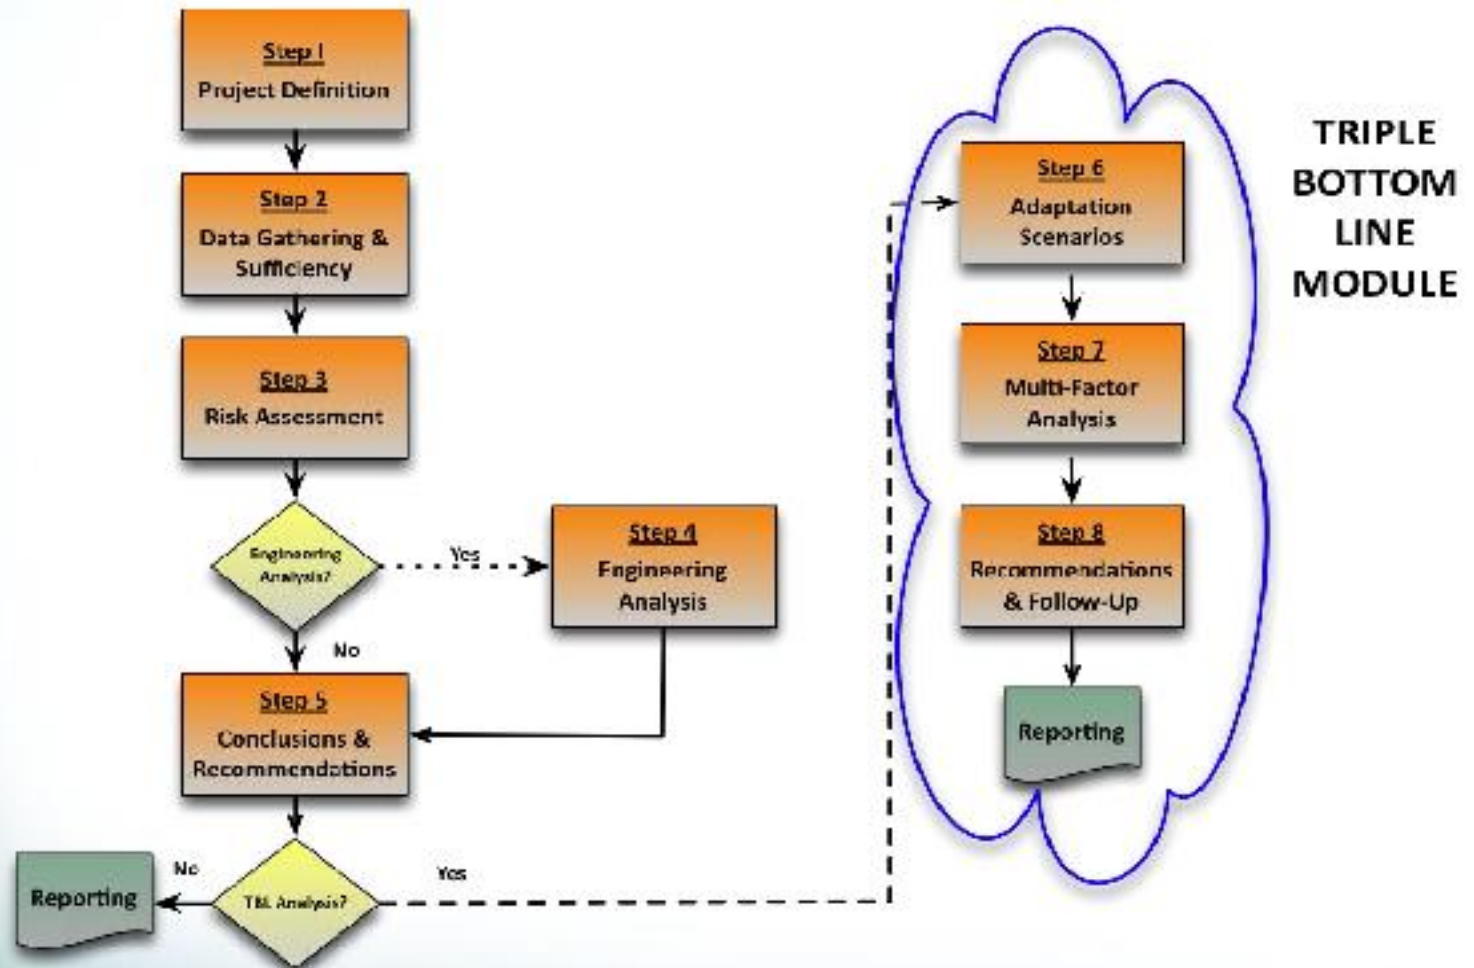 Step 1
Project Definition
Step 2
Data Gathering &
Sufficiency
Step 3
Risk Assessment
Engineering
Analysis?
Yes
Step 4
Engineering
Analysis
No
Step 5
Conclusions &
Recommendations
TBL Analysis?
No
Reporting
Yes
TRIPLE
BOTTOM
LINE
MODULE
Step 6
Adaptation
Scenarios
Step 7
Multi-Factor
Analysis
Step 8
Recommendations
& Follow-Up
Reporting